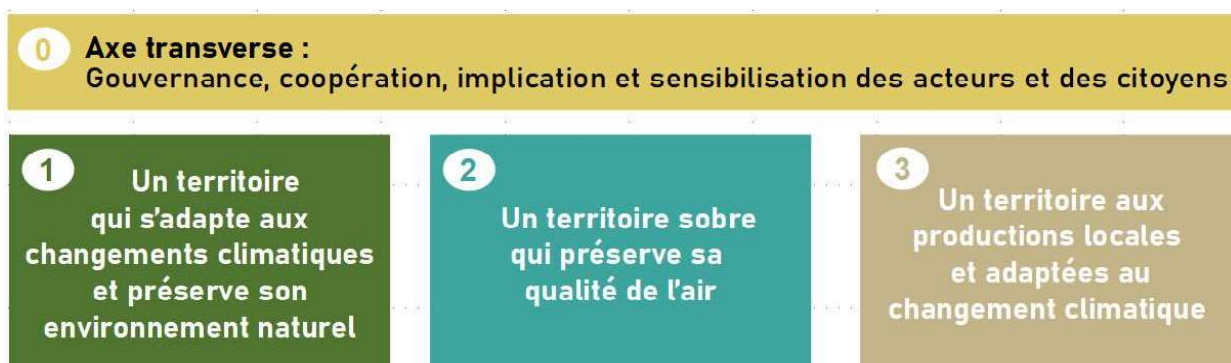 0
Axe transverse :
Gouvernance, coopération, implication et sensibilisation des acteurs et des citoyens
1
Un territoire
qui s'adapte aux
changements climatiques
et préserve son
environnement naturel
2
Un territoire sobre
qui préserve sa
qualité de l'air
3
Un territoire aux
productions locales
et adaptées au
changement climatique